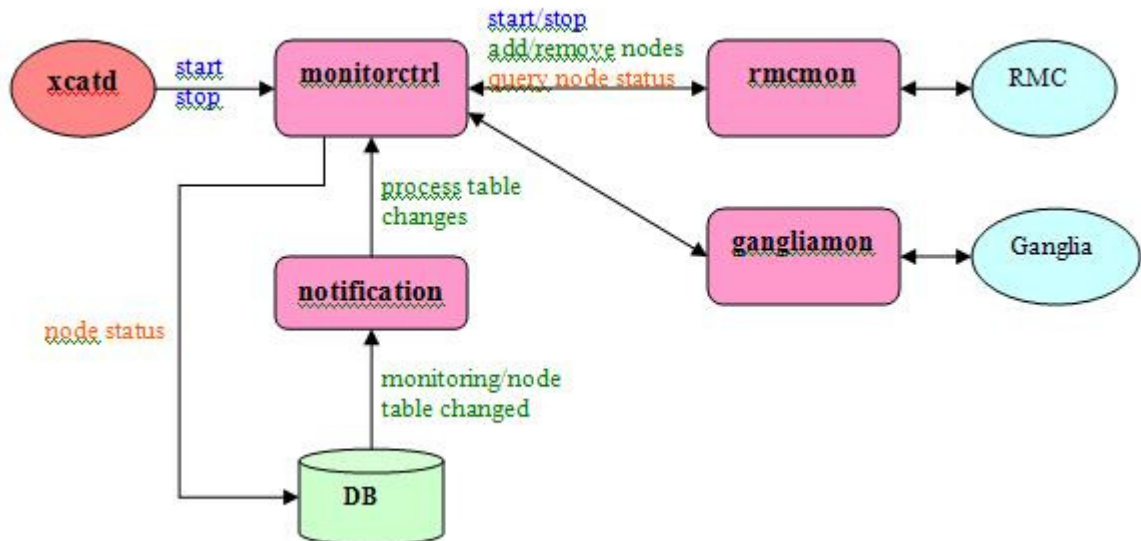 start/stop
add/remove nodes
query node status
xcatd
start
stop
monitorctrl
rmcmon
RMC
process table
changes
gangliamon
Ganglia
notification
node status
monitoring/node
table changed
DB